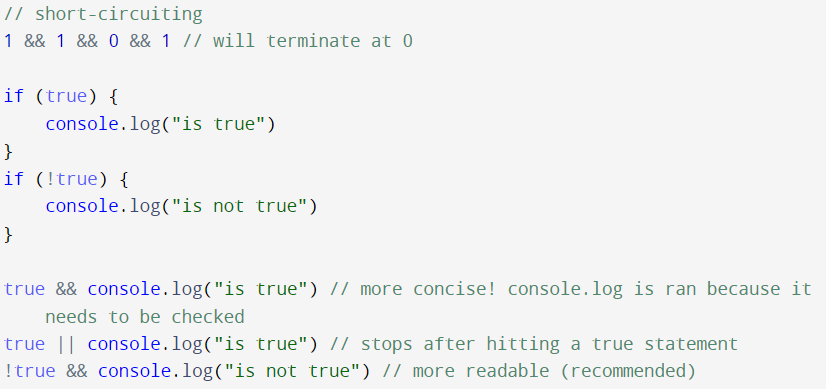 // short-circuiting
1 && 1 && 0 && 1 // will terminate at 0
if (true) {
    console.log("is true")
}
if (!true) {
    console.log("is not true")
}
true && console.log("is true") // more concise! console.log is ran because it
    needs to be checked
true || console.log("is true") // stops after hitting a true statement
!true && console.log("is not true") // more readable (recommended)